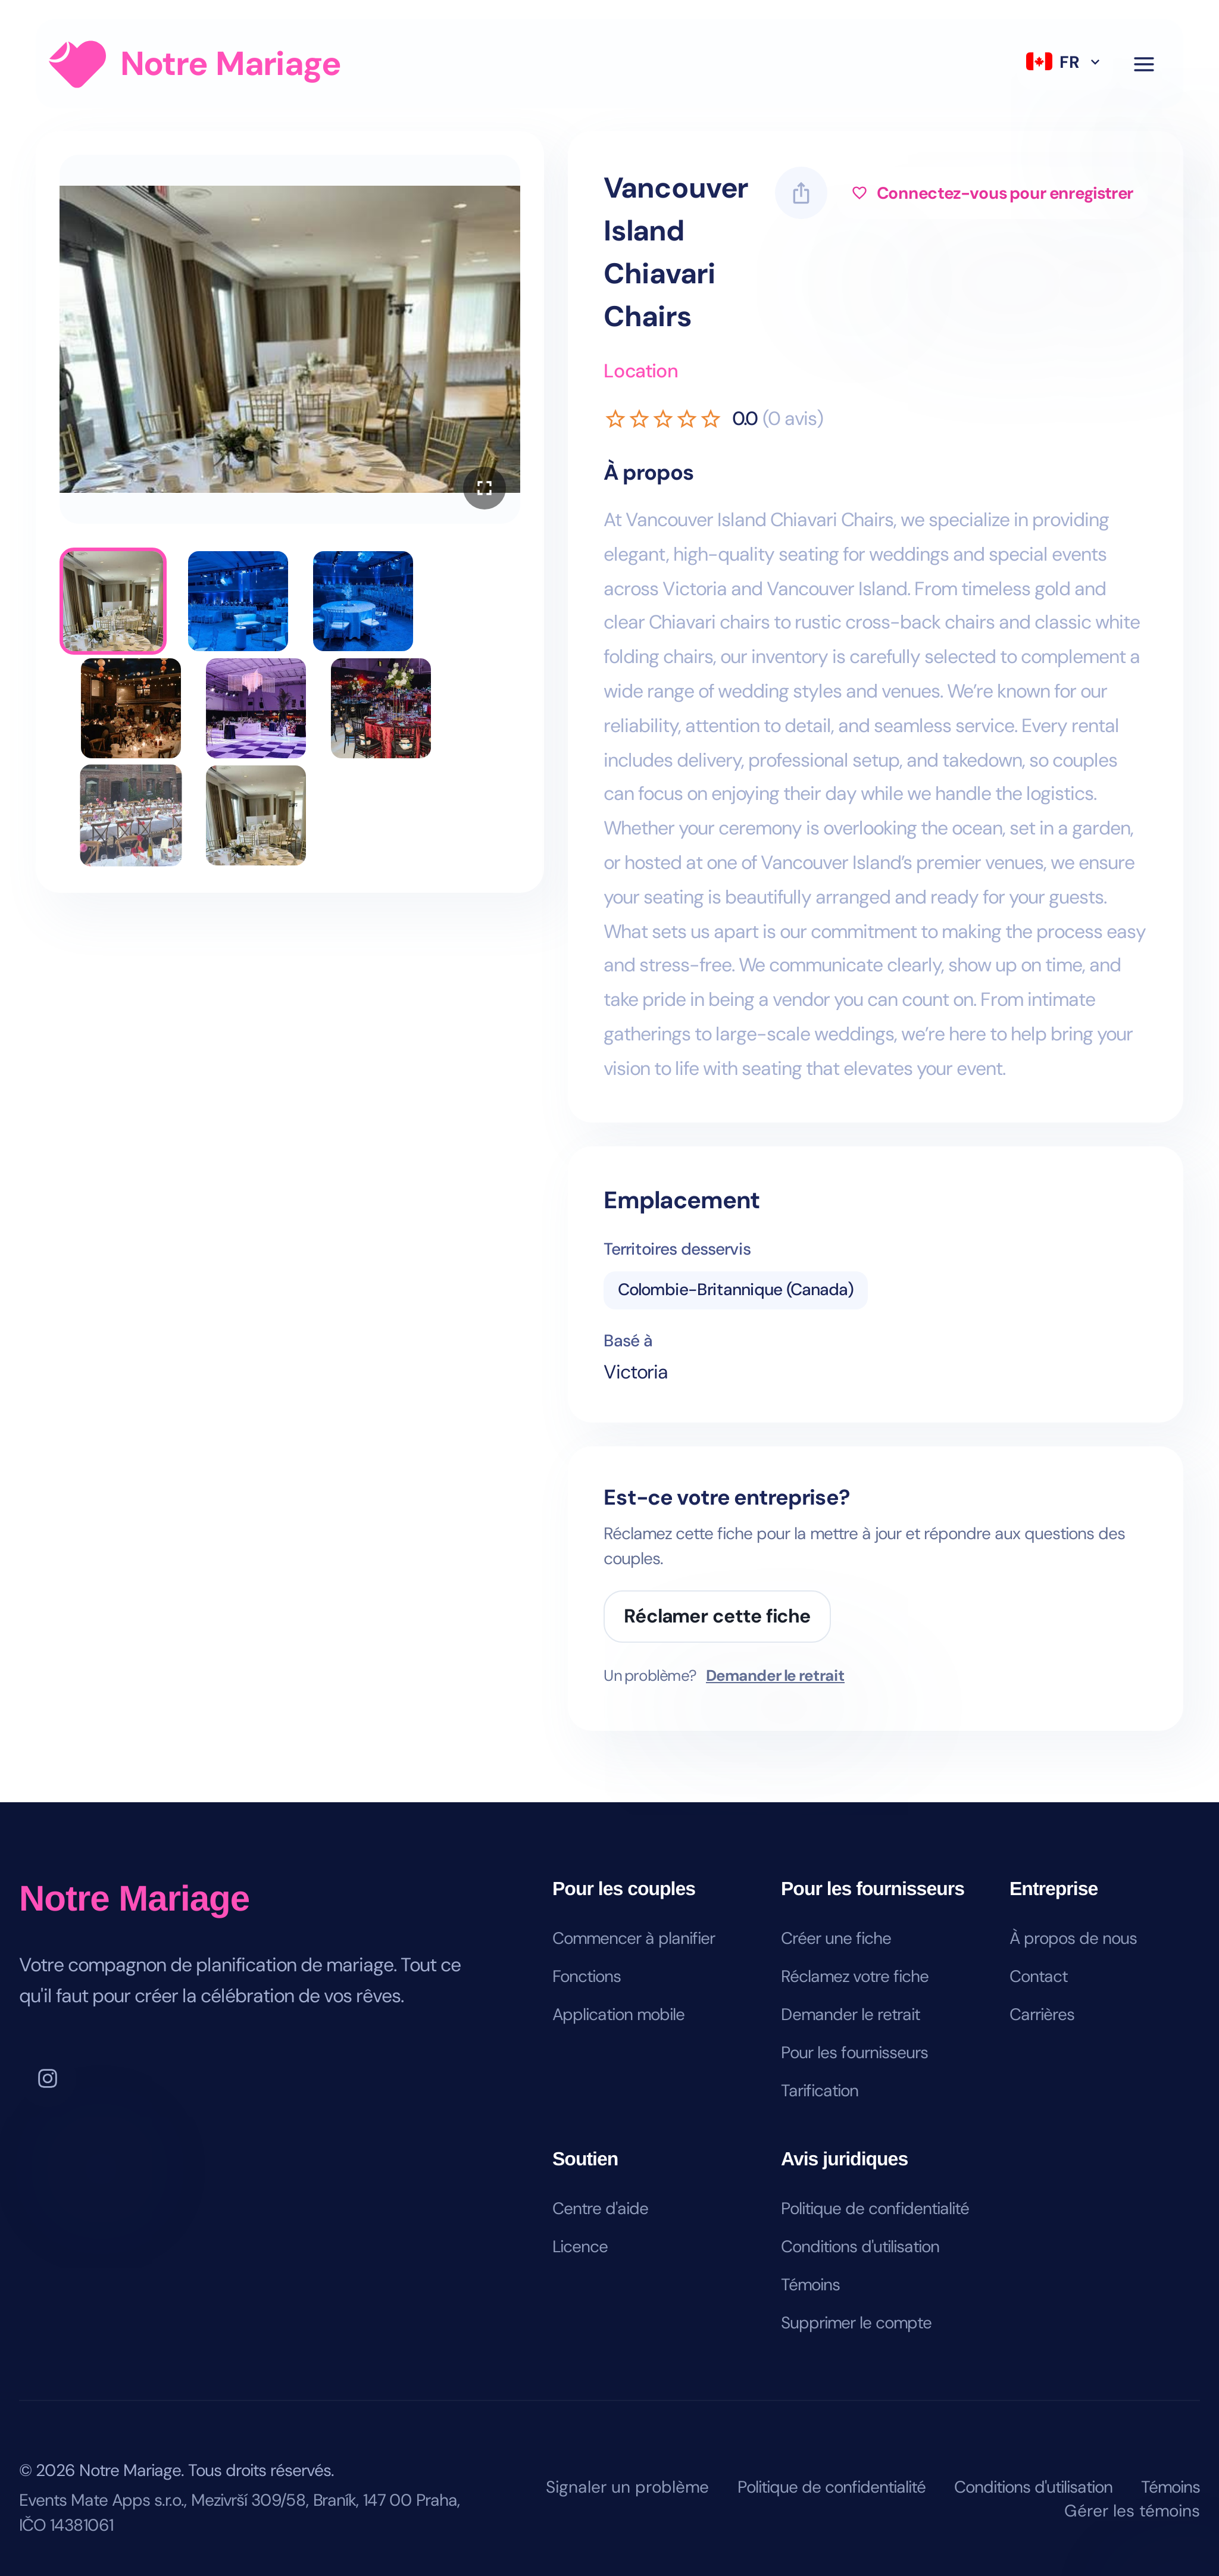 Notre Mariage
FR
Vancouver
Island
Chiavari
Chairs
Connectez-vous pour enregistrer
Location
0.0 (0 avis)
À propos
At Vancouver Island Chiavari Chairs, we specialize in providing
elegant, high-quality seating for weddings and special events
across Victoria and Vancouver Island. From timeless gold and
clear Chiavari chairs to rustic cross-back chairs and classic white
folding chairs, our inventory is carefully selected to complement a
wide range of wedding styles and venues. We’re known for our
reliability, attention to detail, and seamless service. Every rental
includes delivery, professional setup, and takedown, so couples
can focus on enjoying their day while we handle the logistics.
Whether your ceremony is overlooking the ocean, set in a garden,
or hosted at one of Vancouver Island’s premier venues, we ensure
your seating is beautifully arranged and ready for your guests.
What sets us apart is our commitment to making the process easy
and stress-free. We communicate clearly, show up on time, and
take pride in being a vendor you can count on. From intimate
gatherings to large-scale weddings, we’re here to help bring your
vision to life with seating that elevates your event.
Emplacement
Territoires desservis
Colombie-Britannique (Canada)
Basé à
Victoria
Est-ce votre entreprise?
Réclamez cette fiche pour la mettre à jour et répondre aux questions des
couples.
Réclamer cette fiche
Un problème? Demander le retrait
Notre Mariage
Votre compagnon de planification de mariage. Tout ce
qu'il faut pour créer la célébration de vos rêves.
Pour les couples
Commencer à planifier
Fonctions
Application mobile
Pour les fournisseurs
Créer une fiche
Réclamez votre fiche
Demander le retrait
Pour les fournisseurs
Tarification
Entreprise
À propos de nous
Contact
Carrières
Soutien
Centre d'aide
Licence
Avis juridiques
Politique de confidentialité
Conditions d'utilisation
Témoins
Supprimer le compte
© 2026 Notre Mariage. Tous droits réservés.
Events Mate Apps s.r.o., Mezivrší 309/58, Braník, 147 00 Praha,
IČO 14381061
Signaler un problème Politique de confidentialité Conditions d'utilisation Témoins
Gérer les témoins